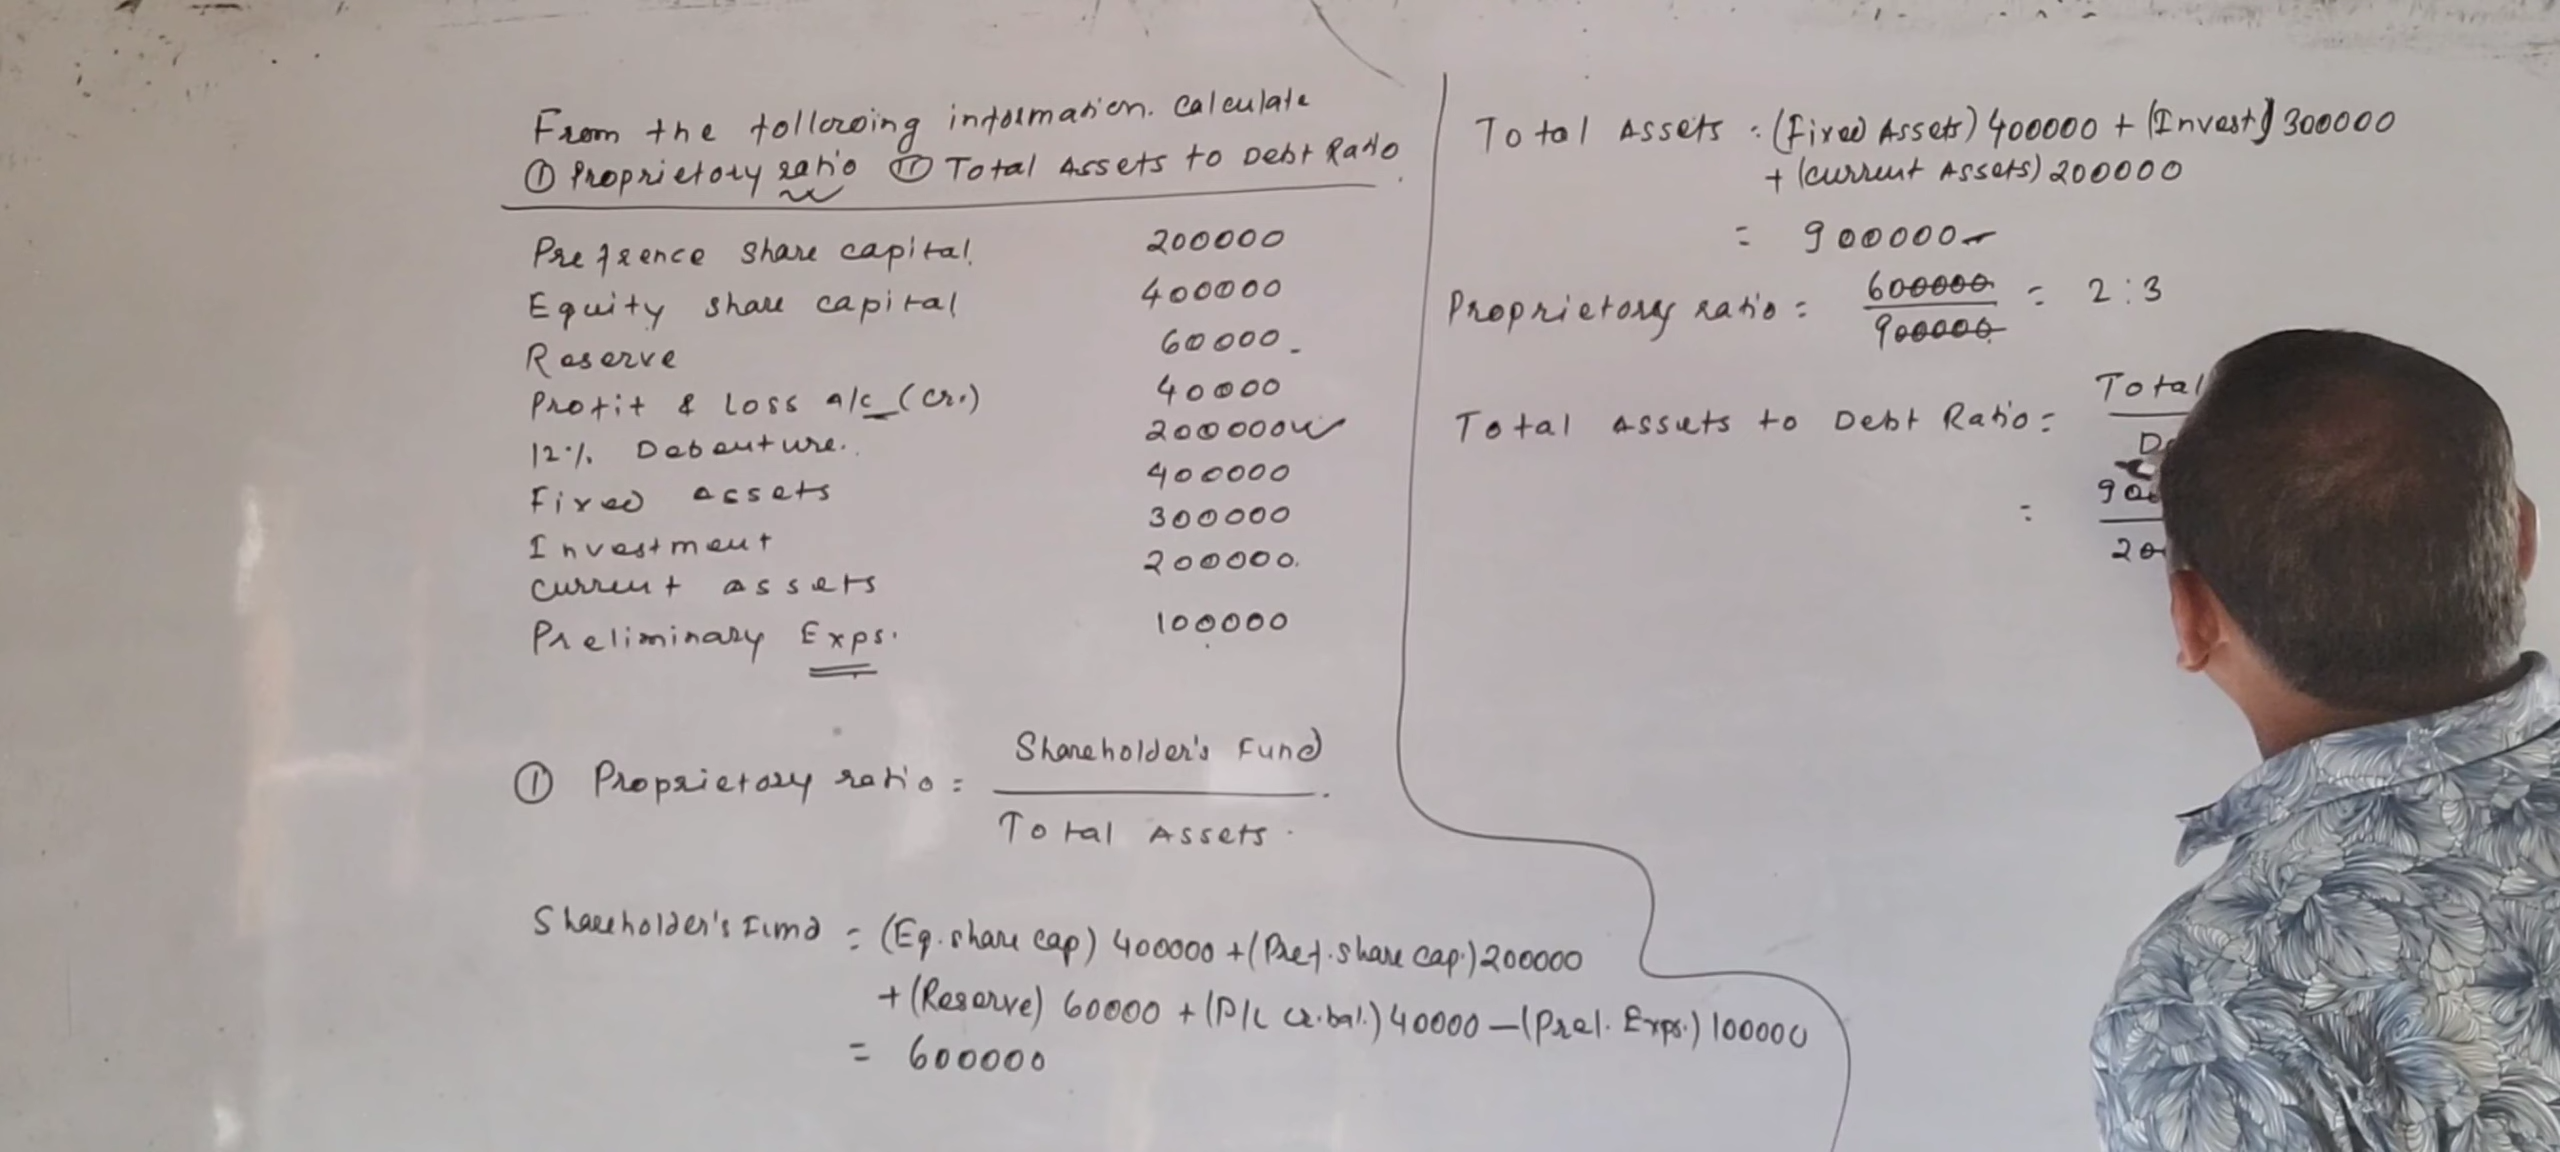 From the following information. Calculate
① Proprietory ratio ② Total Assets to Debt Ratio
Prefrence Share capital. 200000
Equity Share capital 400000
Reserve 60000
Profit & Loss a/c (cr.) 40000
12% Debenture. 200000
Fixed assets 400000
Investment 300000
Current assets 200000
Preliminary Exps. 100000
① Proprietory ratio = Shareholder's Fund
Total Assets
Shareholder's Fund = (Eq. share cap) 400000 + (Pref. share cap.) 200000
+ (Reserve) 60000 + (P/L cr. bal.) 40000 - (Prel. Exps.) 100000
= 600000
Total Assets = (Fixed Assets) 400000 + (Invest) 300000
+ (Current Assets) 200000
= 900000
Proprietory ratio = 600000
900000
= 2:3
Total Assets to Debt Ratio = Total
=